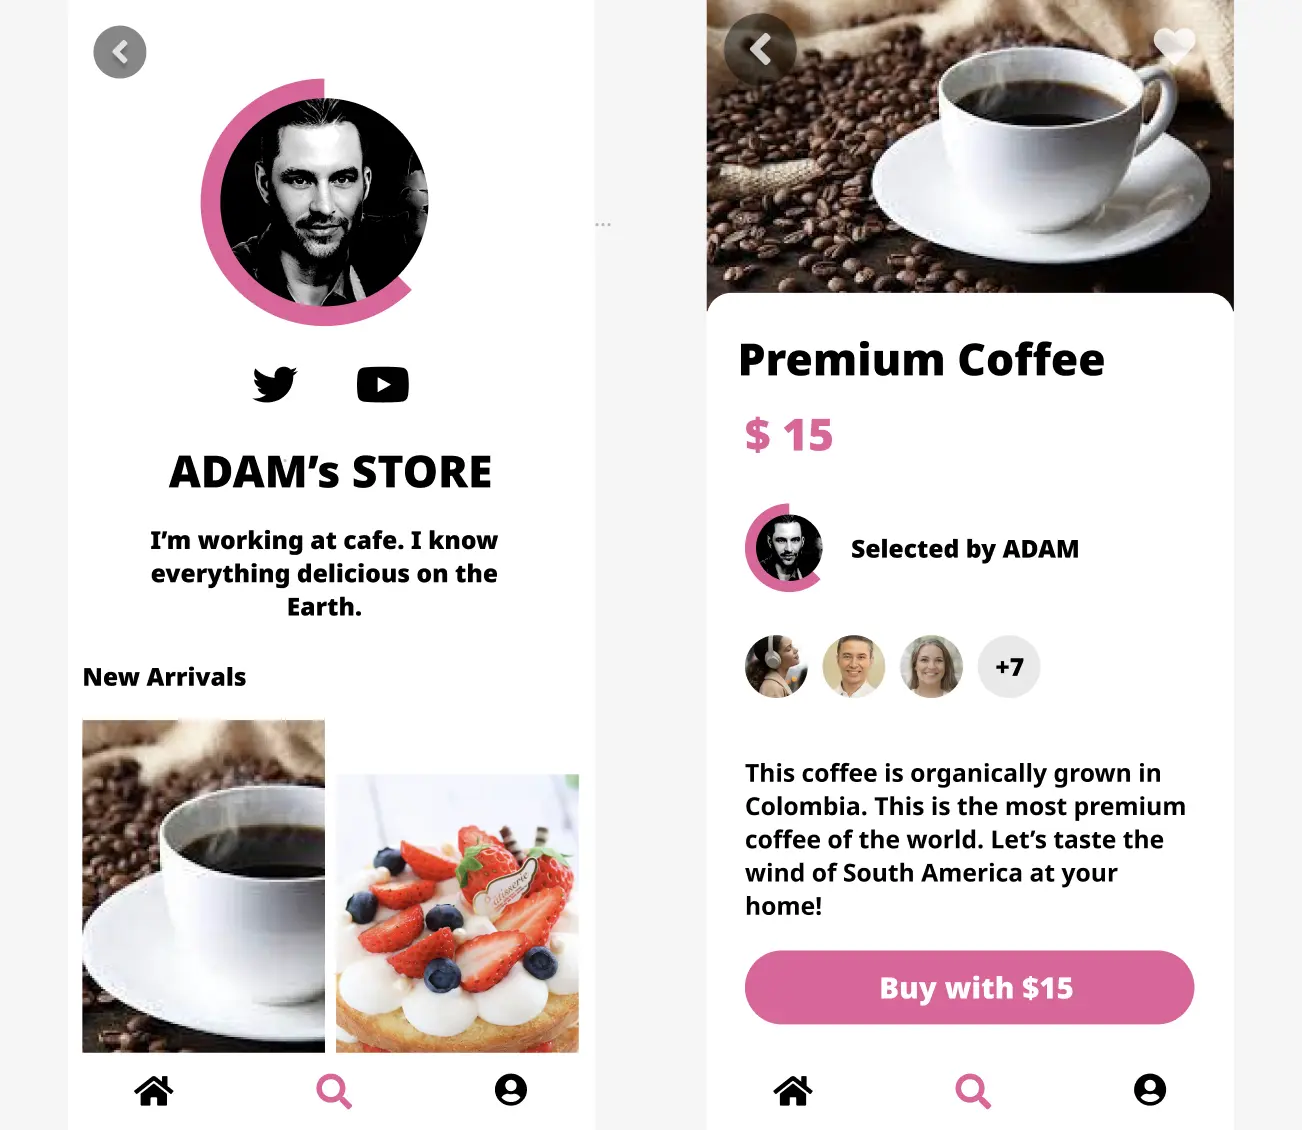 ADAM’s STORE
I’m working at cafe. I know
everything delicious on the
Earth.
New Arrivals
Premium Coffee
$ 15
Selected by ADAM
+7
This coffee is organically grown in
Colombia. This is the most premium
coffee of the world. Let’s taste the
wind of South America at your
home!
Buy with $15